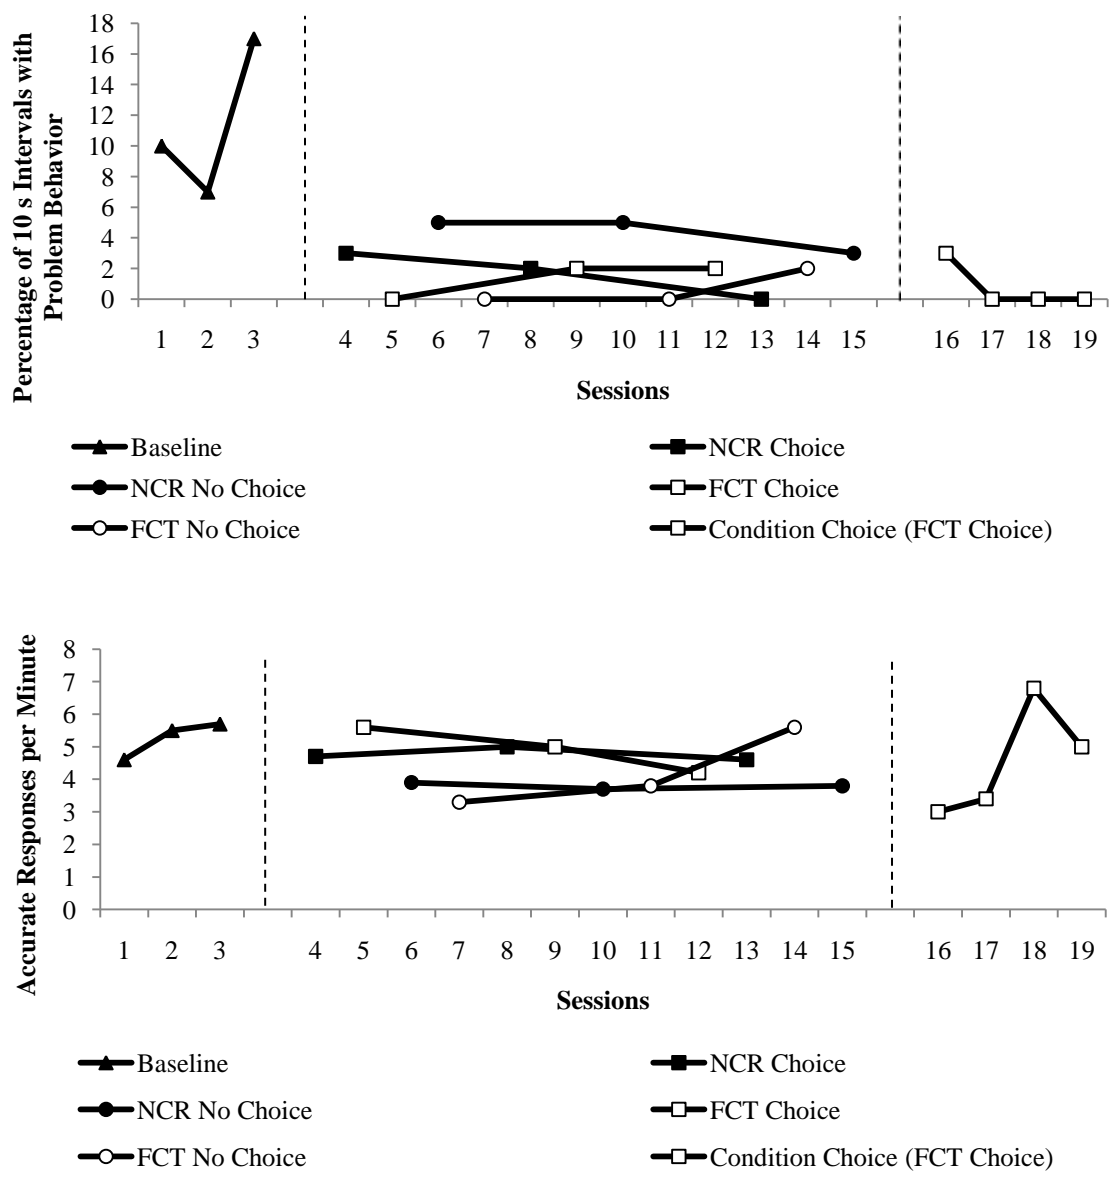 Percentage of 10 s Intervals with
Problem Behavior
18
16
14
12
10
8
6
4
2
0
1 2 3 4 5 6 7 8 9 10 11 12 13 14 15 16 17 18 19
Sessions
Baseline NCR Choice
NCR No Choice FCT Choice
FCT No Choice Condition Choice (FCT Choice)
Accurate Responses per Minute
8
7
6
5
4
3
2
1
0
1 2 3 4 5 6 7 8 9 10 11 12 13 14 15 16 17 18 19
Sessions
Baseline NCR Choice
NCR No Choice FCT Choice
FCT No Choice Condition Choice (FCT Choice)